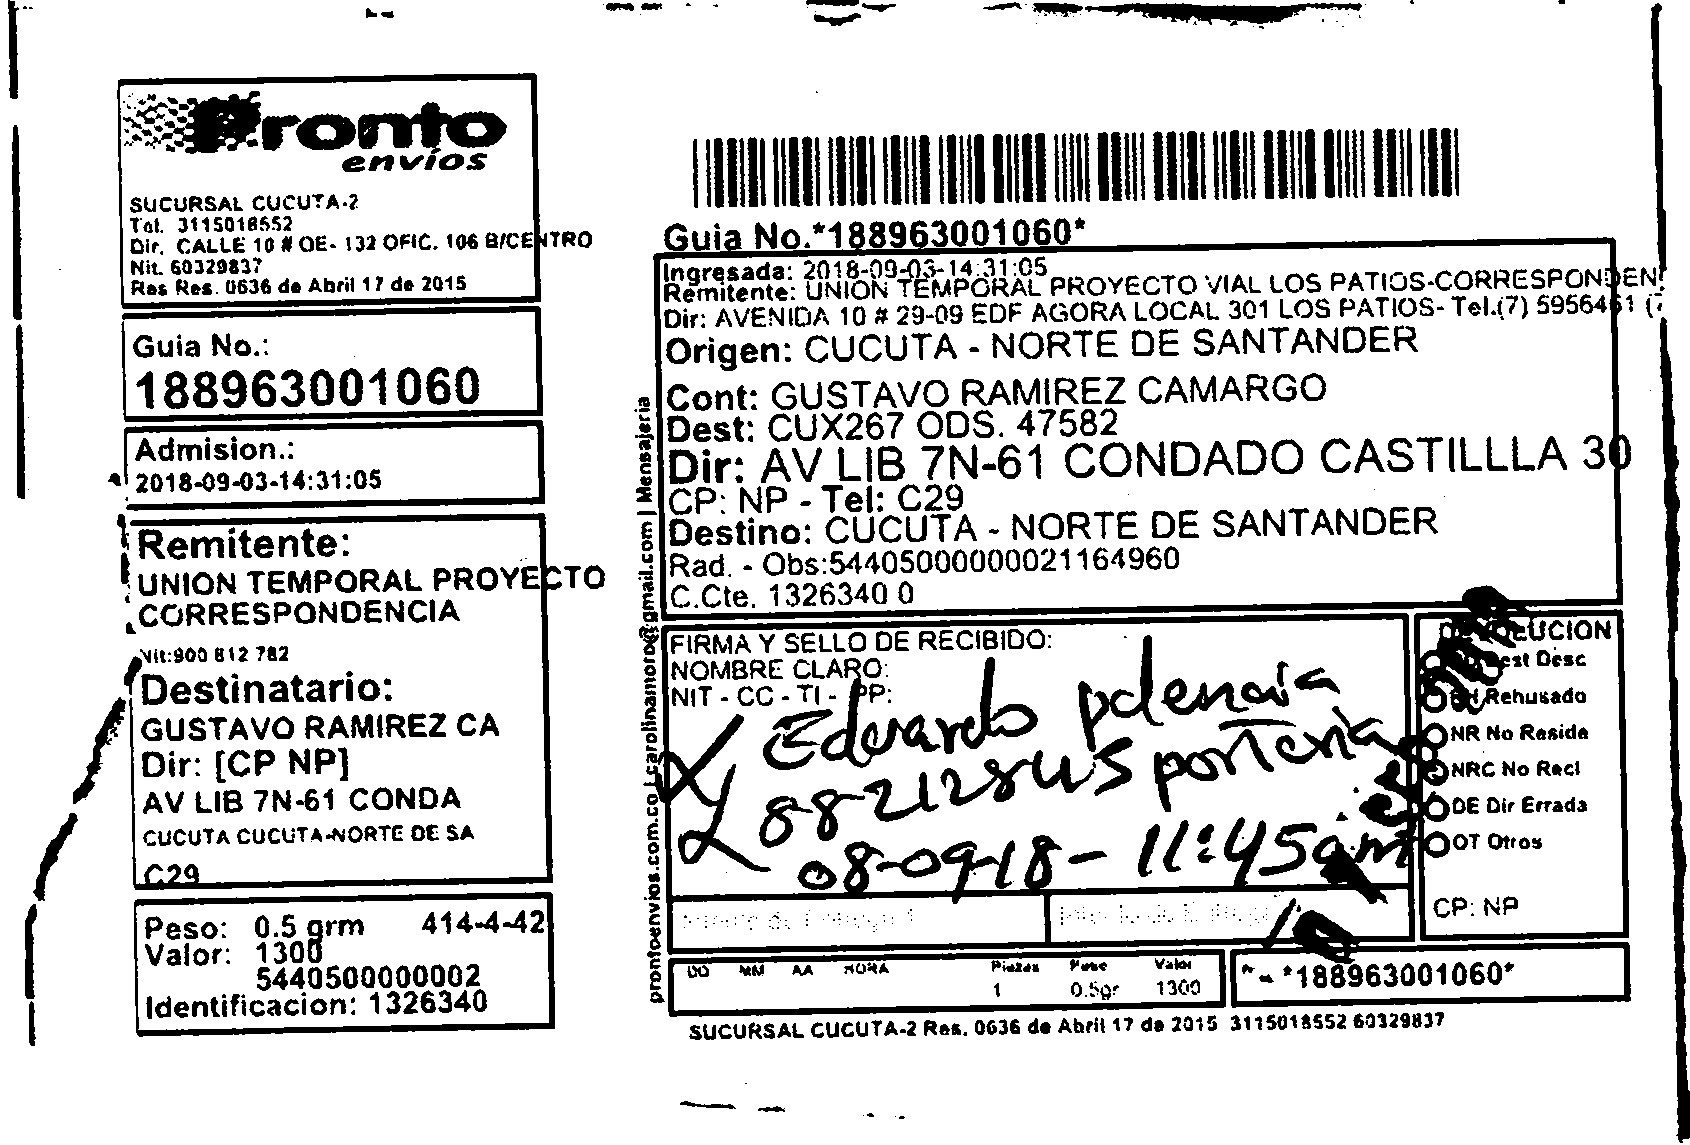 Pronto
envíos
SUCURSAL CUCUTA-2
Tel. 3115018552
Dir. CALLE 10 # OE- 132 OFIC. 106 B/CENTRO
Nit. 60329837
Res Res. 0636 de Abril 17 de 2015
Guia No.:
188963001060
Admision.:
2018-09-03-14:31:05
Remitente:
UNION TEMPORAL PROYECTO
CORRESPONDENCIA
Nit:900 812 782
Destinatario:
GUSTAVO RAMIREZ CA
Dir: [CP NP]
AV LIB 7N-61 CONDA
CUCUTA CUCUTA-NORTE DE SA
C29
Peso: 0.5 grm 414-4-42
Valor: 1300
5440500000002
Identificacion: 1326340
prontoenvios.com.co | carolinamoro@gmail.com | Mensajeria
Guia No.*188963001060*
Ingresada: 2018-09-03-14:31:05
Remitente: UNION TEMPORAL PROYECTO VIAL LOS PATIOS-CORRESPONDEN
Dir: AVENIDA 10 # 29-09 EDF AGORA LOCAL 301 LOS PATIOS- Tel.(7) 5956461 (7
Origen: CUCUTA - NORTE DE SANTANDER
Cont: GUSTAVO RAMIREZ CAMARGO
Dest: CUX267 ODS. 47582
Dir: AV LIB 7N-61 CONDADO CASTILLLA 30
CP: NP - Tel: C29
Destino: CUCUTA - NORTE DE SANTANDER
Rad. - Obs:54405000000021164960
C.Cte. 1326340 0
FIRMA Y SELLO DE RECIBIDO:
NOMBRE CLARO:
NIT - CC - TI - PP:
Eduardo polencia
portería
08-09-18 - 11:45am
DEVOLUCION
Dest Desc
RH Rehusado
NR No Reside
NRC No Recl
DE Dir Errada
OT Otros
CP: NP
DD MM AA HORA Piezas Peso Valor
1 0.5gr 1300
*188963001060*
SUCURSAL CUCUTA-2 Res. 0636 de Abril 17 de 2015 3115018552 60329837